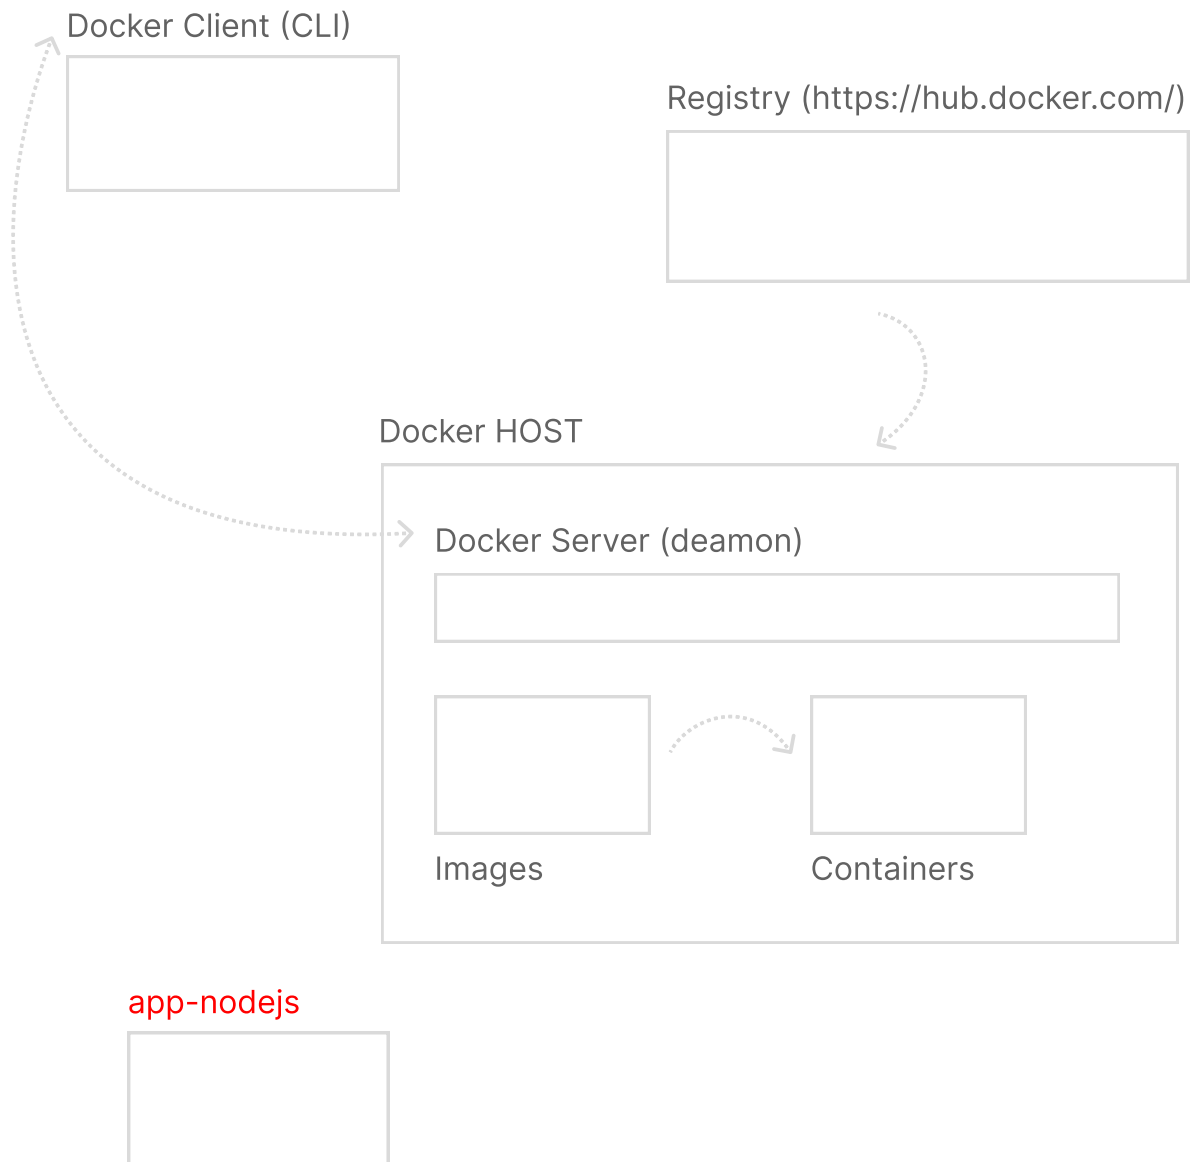 Docker Client (CLI)
Registry (https://hub.docker.com/)
Docker HOST
Docker Server (deamon)
Images
Containers
app-nodejs